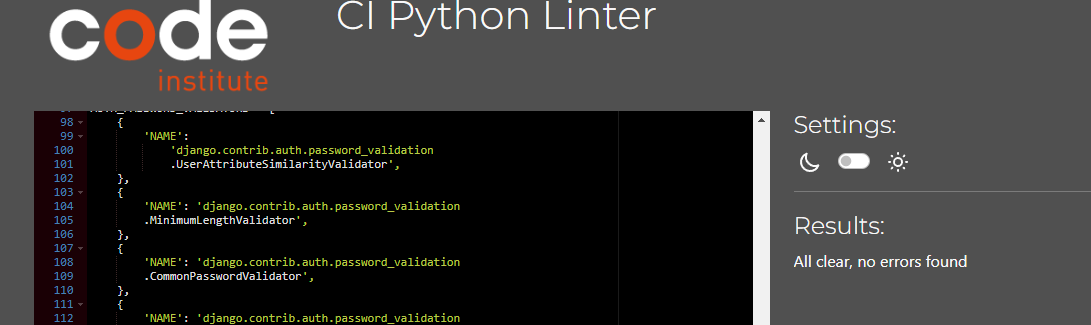 code
institute
CI Python Linter
98 {
99 'NAME':
100 'django.contrib.auth.password_validation
101 .UserAttributeSimilarityValidator',
102 },
103 {
104 'NAME': 'django.contrib.auth.password_validation
105 .MinimumLengthValidator',
106 },
107 {
108 'NAME': 'django.contrib.auth.password_validation
109 .CommonPasswordValidator',
110 },
111 {
112 'NAME': 'django.contrib.auth.password_validation
Settings:
Results:
All clear, no errors found